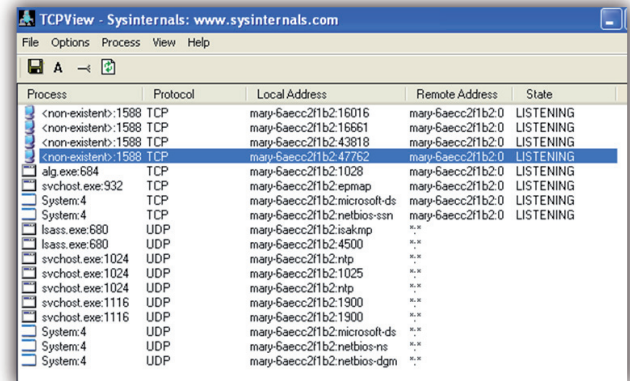 TCPView - Sysinternals: www.sysinternals.com
File Options Process View Help
A
Process Protocol Local Address Remote Address State
<non-existent>:1588 TCP mary-6aecc2f1b2:16016 mary-6aecc2f1b2:0 LISTENING
<non-existent>:1588 TCP mary-6aecc2f1b2:16661 mary-6aecc2f1b2:0 LISTENING
<non-existent>:1588 TCP mary-6aecc2f1b2:43818 mary-6aecc2f1b2:0 LISTENING
<non-existent>:1588 TCP mary-6aecc2f1b2:47762 mary-6aecc2f1b2:0 LISTENING
alg.exe:684 TCP mary-6aecc2f1b2:1028 mary-6aecc2f1b2:0 LISTENING
svchost.exe:932 TCP mary-6aecc2f1b2:epmap mary-6aecc2f1b2:0 LISTENING
System:4 TCP mary-6aecc2f1b2:microsoft-ds mary-6aecc2f1b2:0 LISTENING
System:4 TCP mary-6aecc2f1b2:netbios-ssn mary-6aecc2f1b2:0 LISTENING
lsass.exe:680 UDP mary-6aecc2f1b2:isakmp *:*
lsass.exe:680 UDP mary-6aecc2f1b2:4500 *:*
svchost.exe:1024 UDP mary-6aecc2f1b2:ntp *:*
svchost.exe:1024 UDP mary-6aecc2f1b2:1025 *:*
svchost.exe:1024 UDP mary-6aecc2f1b2:ntp *:*
svchost.exe:1116 UDP mary-6aecc2f1b2:1900 *:*
svchost.exe:1116 UDP mary-6aecc2f1b2:1900 *:*
System:4 UDP mary-6aecc2f1b2:microsoft-ds *:*
System:4 UDP mary-6aecc2f1b2:netbios-ns *:*
System:4 UDP mary-6aecc2f1b2:netbios-dgm *:*